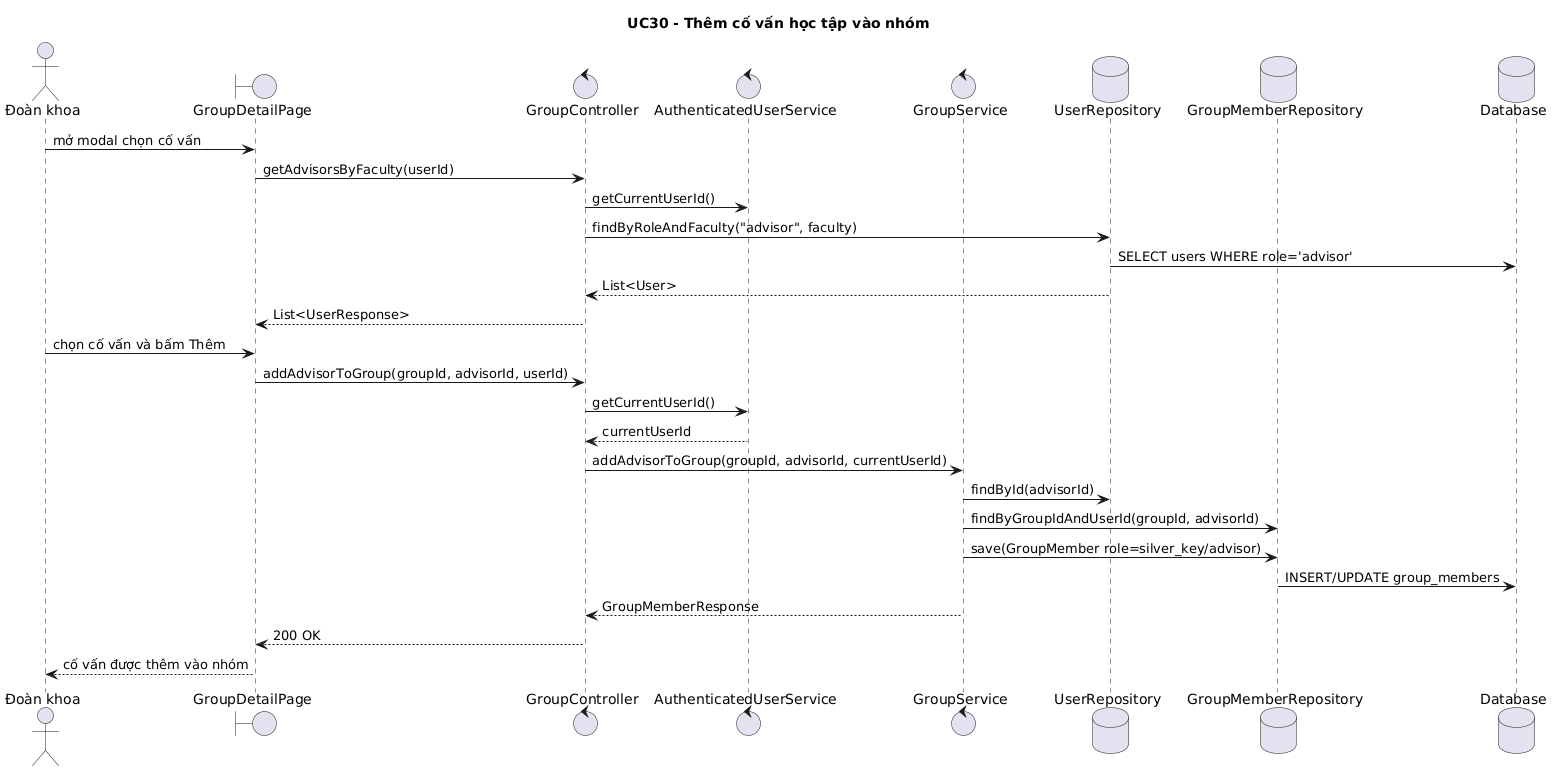 UC30 - Thêm cố vấn học tập vào nhóm
Đoàn khoa
GroupDetailPage
GroupController
AuthenticatedUserService
GroupService
UserRepository
GroupMemberRepository
Database
mở modal chọn cố vấn
getAdvisorsByFaculty(userId)
getCurrentUserId()
findByRoleAndFaculty("advisor", faculty)
SELECT users WHERE role='advisor'
List<User>
List<UserResponse>
chọn cố vấn và bấm Thêm
addAdvisorToGroup(groupId, advisorId, userId)
getCurrentUserId()
currentUserId
addAdvisorToGroup(groupId, advisorId, currentUserId)
findById(advisorId)
findByGroupIdAndUserId(groupId, advisorId)
save(GroupMember role=silver_key/advisor)
INSERT/UPDATE group_members
GroupMemberResponse
200 OK
cố vấn được thêm vào nhóm
Đoàn khoa
GroupDetailPage
GroupController
AuthenticatedUserService
GroupService
UserRepository
GroupMemberRepository
Database